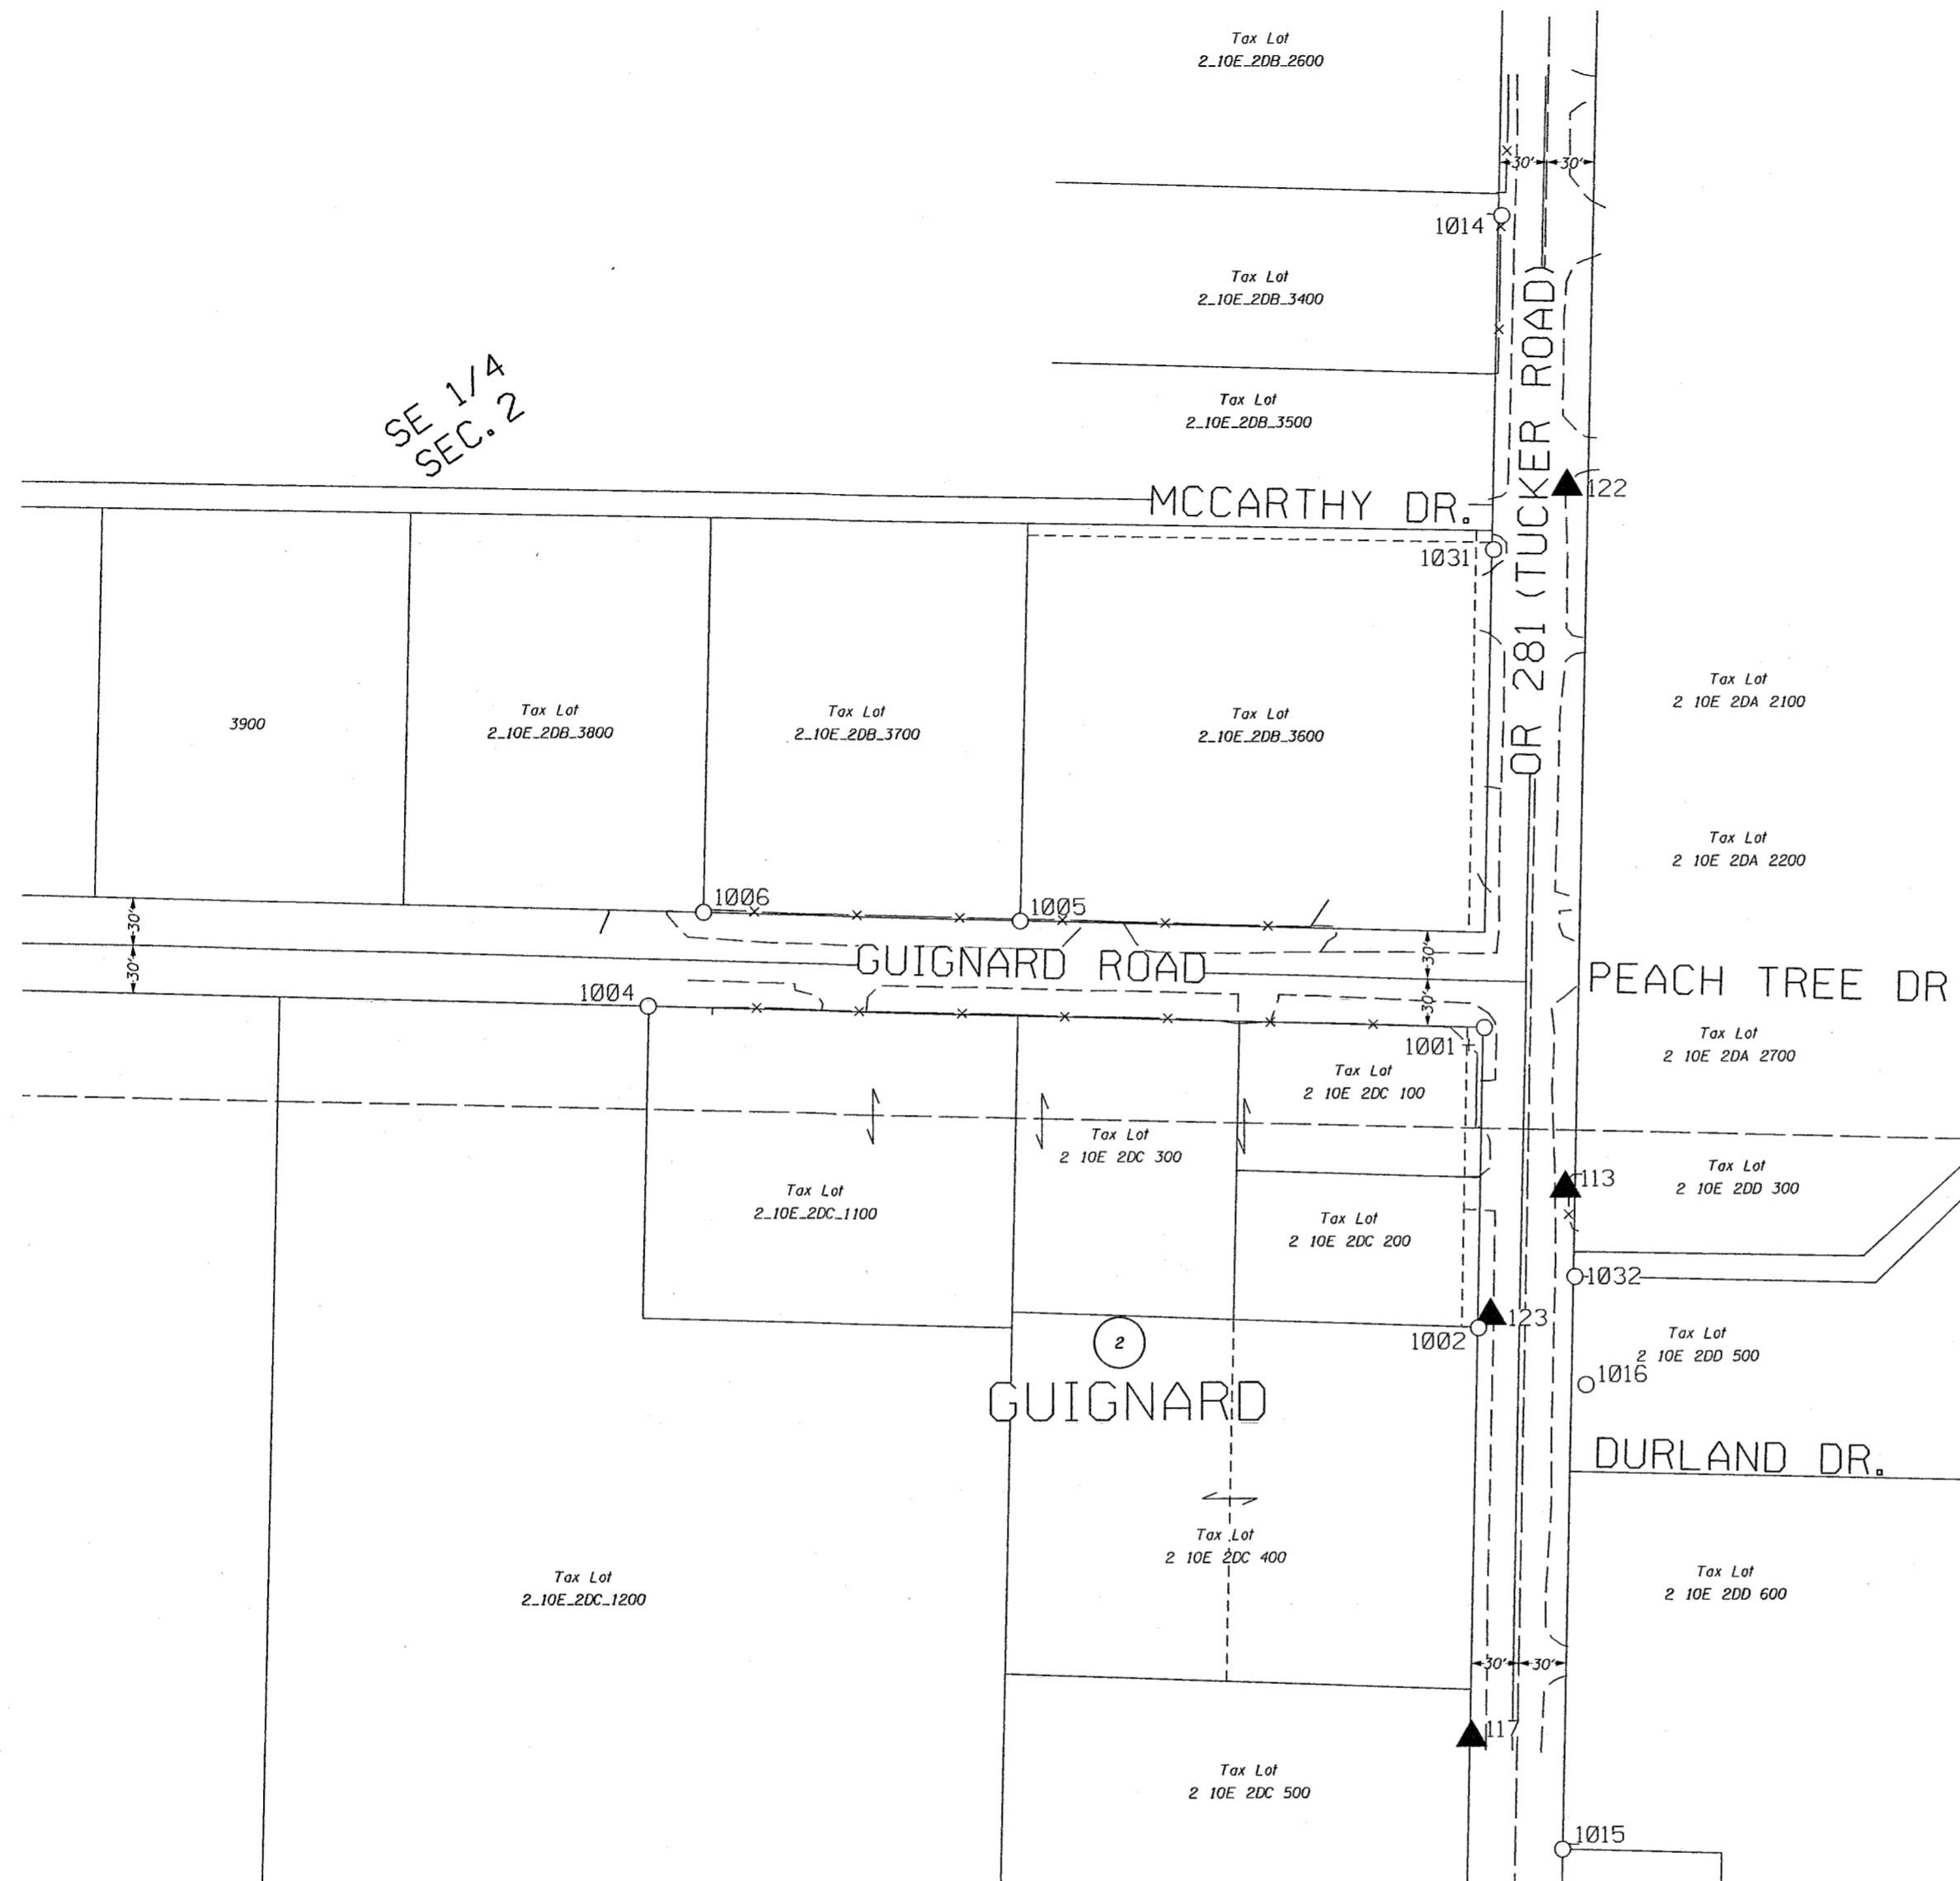 Tax Lot
2_10E_2DB_2600
30' 30'
1014
Tax Lot
2_10E_2DB_3400
OR 281 (TUCKER ROAD)
SE 1/4
SEC. 2
Tax Lot
2_10E_2DB_3500
122
MCCARTHY DR.
1031
3900
Tax Lot
2_10E_2DB_3800
Tax Lot
2_10E_2DB_3700
Tax Lot
2_10E_2DB_3600
Tax Lot
2 10E 2DA 2100
Tax Lot
2 10E 2DA 2200
1006
1005
30'
30'
30'
30'
GUIGNARD ROAD
PEACH TREE DR
1004
1001
Tax Lot
2 10E 2DA 2700
Tax Lot
2 10E 2DC 100
Tax Lot
2 10E 2DC 300
Tax Lot
2_10E_2DC_1100
Tax Lot
2 10E 2DC 200
113
Tax Lot
2 10E 2DD 300
1032
123
1002
2
GUIGNARD
Tax Lot
2 10E 2DD 500
1016
DURLAND DR.
Tax Lot
2 10E 2DC 400
Tax Lot
2_10E_2DC_1200
Tax Lot
2 10E 2DD 600
30' 30'
Tax Lot
2 10E 2DC 500
1015